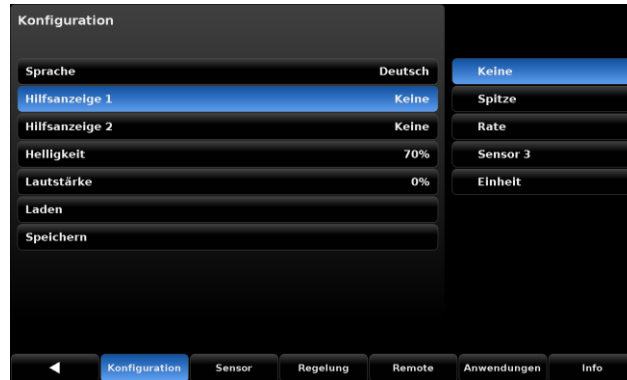 Konfiguration
Sprache Deutsch
Hilfsanzeige 1 Keine
Hilfsanzeige 2 Keine
Helligkeit 70%
Lautstärke 0%
Laden
Speichern
Keine
Spitze
Rate
Sensor 3
Einheit
Konfiguration Sensor Regelung Remote Anwendungen Info